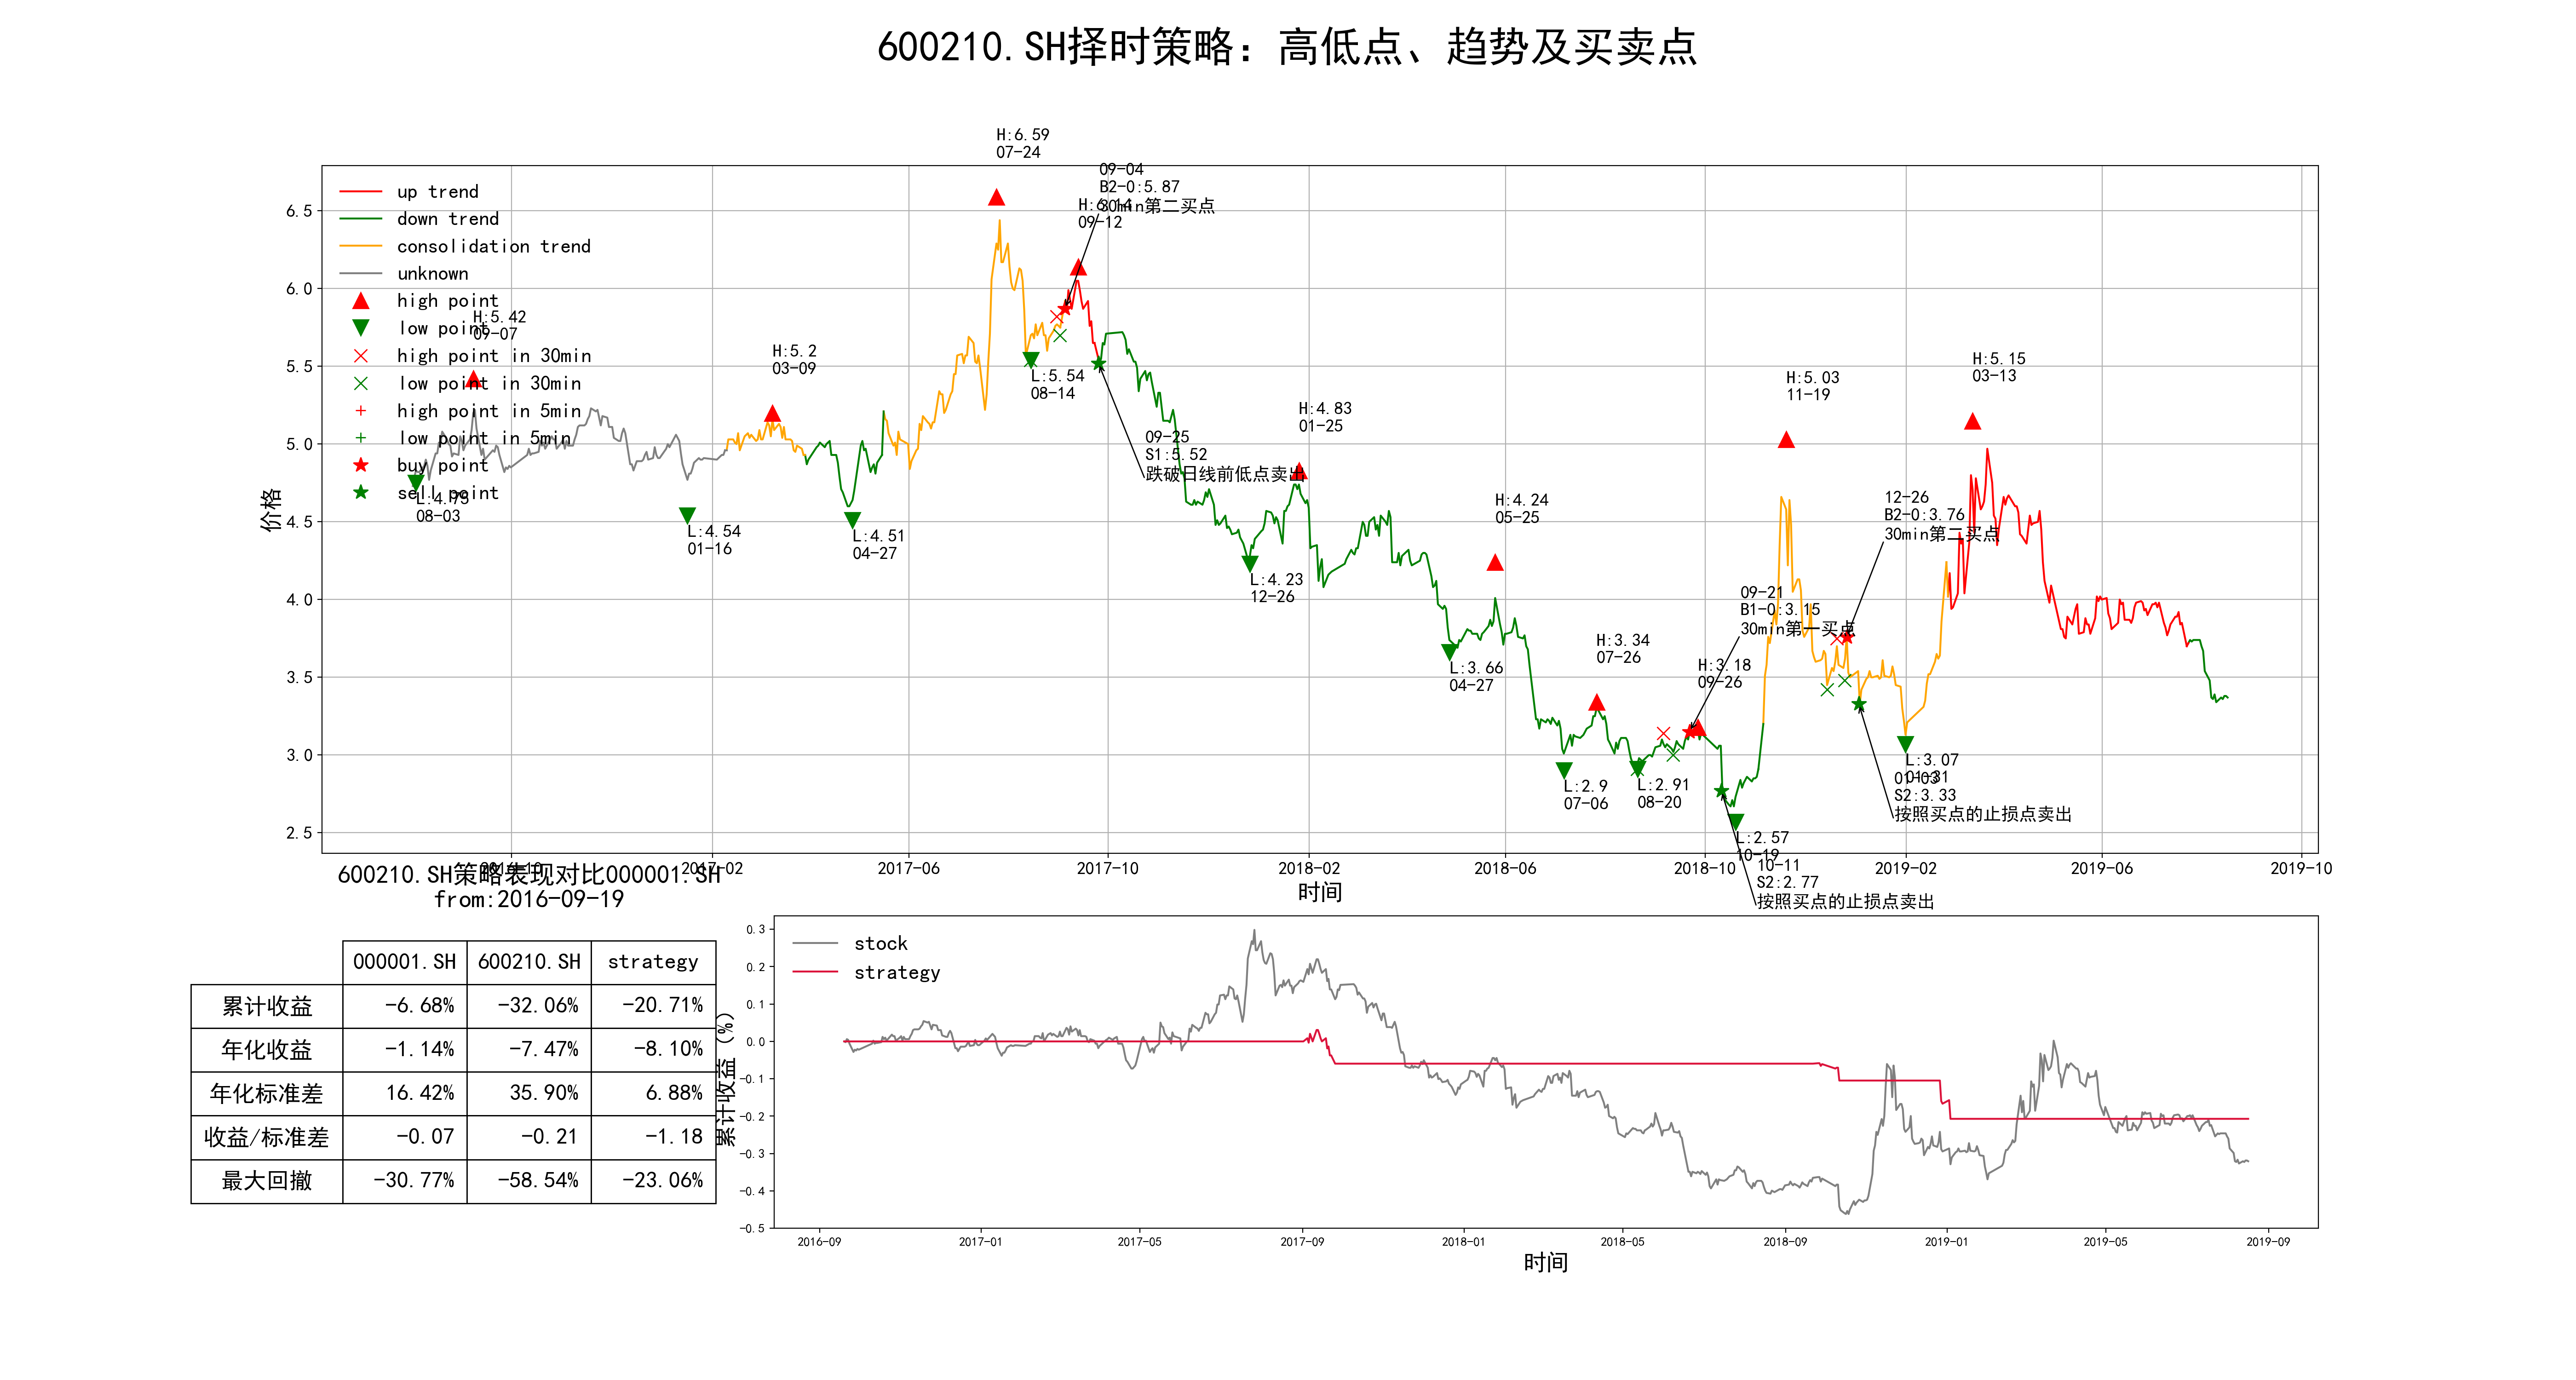 600210.SH择时策略：高低点、趋势及买卖点
up trend
down trend
consolidation trend
unknown
high point
low point
high point in 30min
low point in 30min
high point in 5min
low point in 5min
buy point
sell point
价格
6.5
6.0
5.5
5.0
4.5
4.0
3.5
3.0
2.5
L:4.75
08-03
H:5.42
09-07
L:4.54
01-16
H:5.2
03-09
L:4.51
04-27
H:6.59
07-24
L:5.54
08-14
09-04
B2-0:5.87
30min第二买点
H:6.14
09-12
09-25
S1:5.52
跌破日线前低点卖出
L:4.23
12-26
H:4.83
01-25
L:3.66
04-27
H:4.24
05-25
L:2.9
07-06
H:3.34
07-26
L:2.91
08-20
09-21
B1-0:3.15
30min第一买点
H:3.18
09-26
10-11
S2:2.77
按照买点的止损点卖出
L:2.57
10-19
H:5.03
11-19
12-26
B2-0:3.76
30min第二买点
01-03
S2:3.33
按照买点的止损点卖出
L:3.07
01-31
H:5.15
03-13
2016-10
2017-02
2017-06
2017-10
2018-02
2018-06
2018-10
2019-02
2019-06
2019-10
时间
600210.SH策略表现对比000001.SH
from:2016-09-19
000001.SH 600210.SH strategy
累计收益 -6.68% -32.06% -20.71%
年化收益 -1.14% -7.47% -8.10%
年化标准差 16.42% 35.90% 6.88%
收益/标准差 -0.07 -0.21 -1.18
最大回撤 -30.77% -58.54% -23.06%
累计收益（%）
stock
strategy
0.3
0.2
0.1
0.0
-0.1
-0.2
-0.3
-0.4
-0.5
2016-09
2017-01
2017-05
2017-09
2018-01
2018-05
2018-09
2019-01
2019-05
2019-09
时间